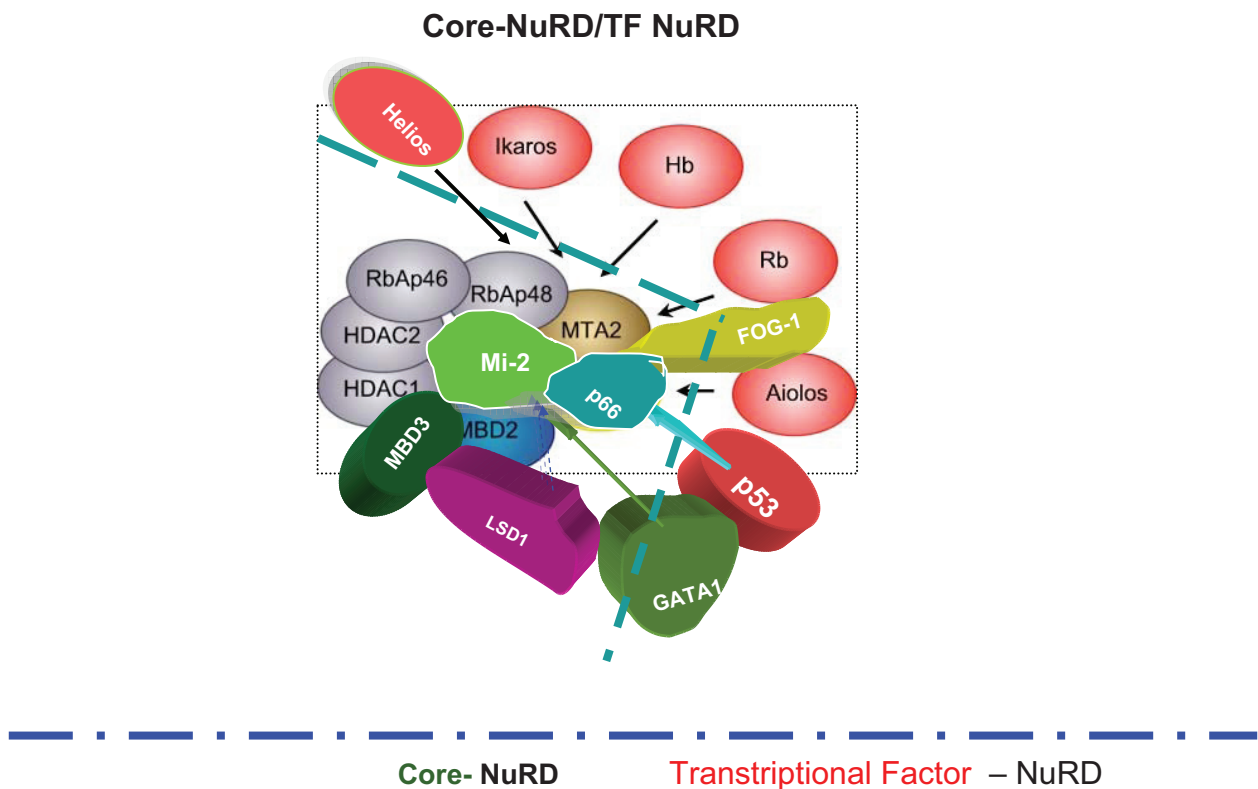 Core-NuRD/TF NuRD
Helios
Ikaros
Hb
Rb
RbAp46
RbAp48
HDAC2
MTA2
FOG-1
Mi-2
p66
HDAC1
Aiolos
MBD3
MBD2
p53
LSD1
GATA1
Core- NuRD
Transtriptional Factor – NuRD